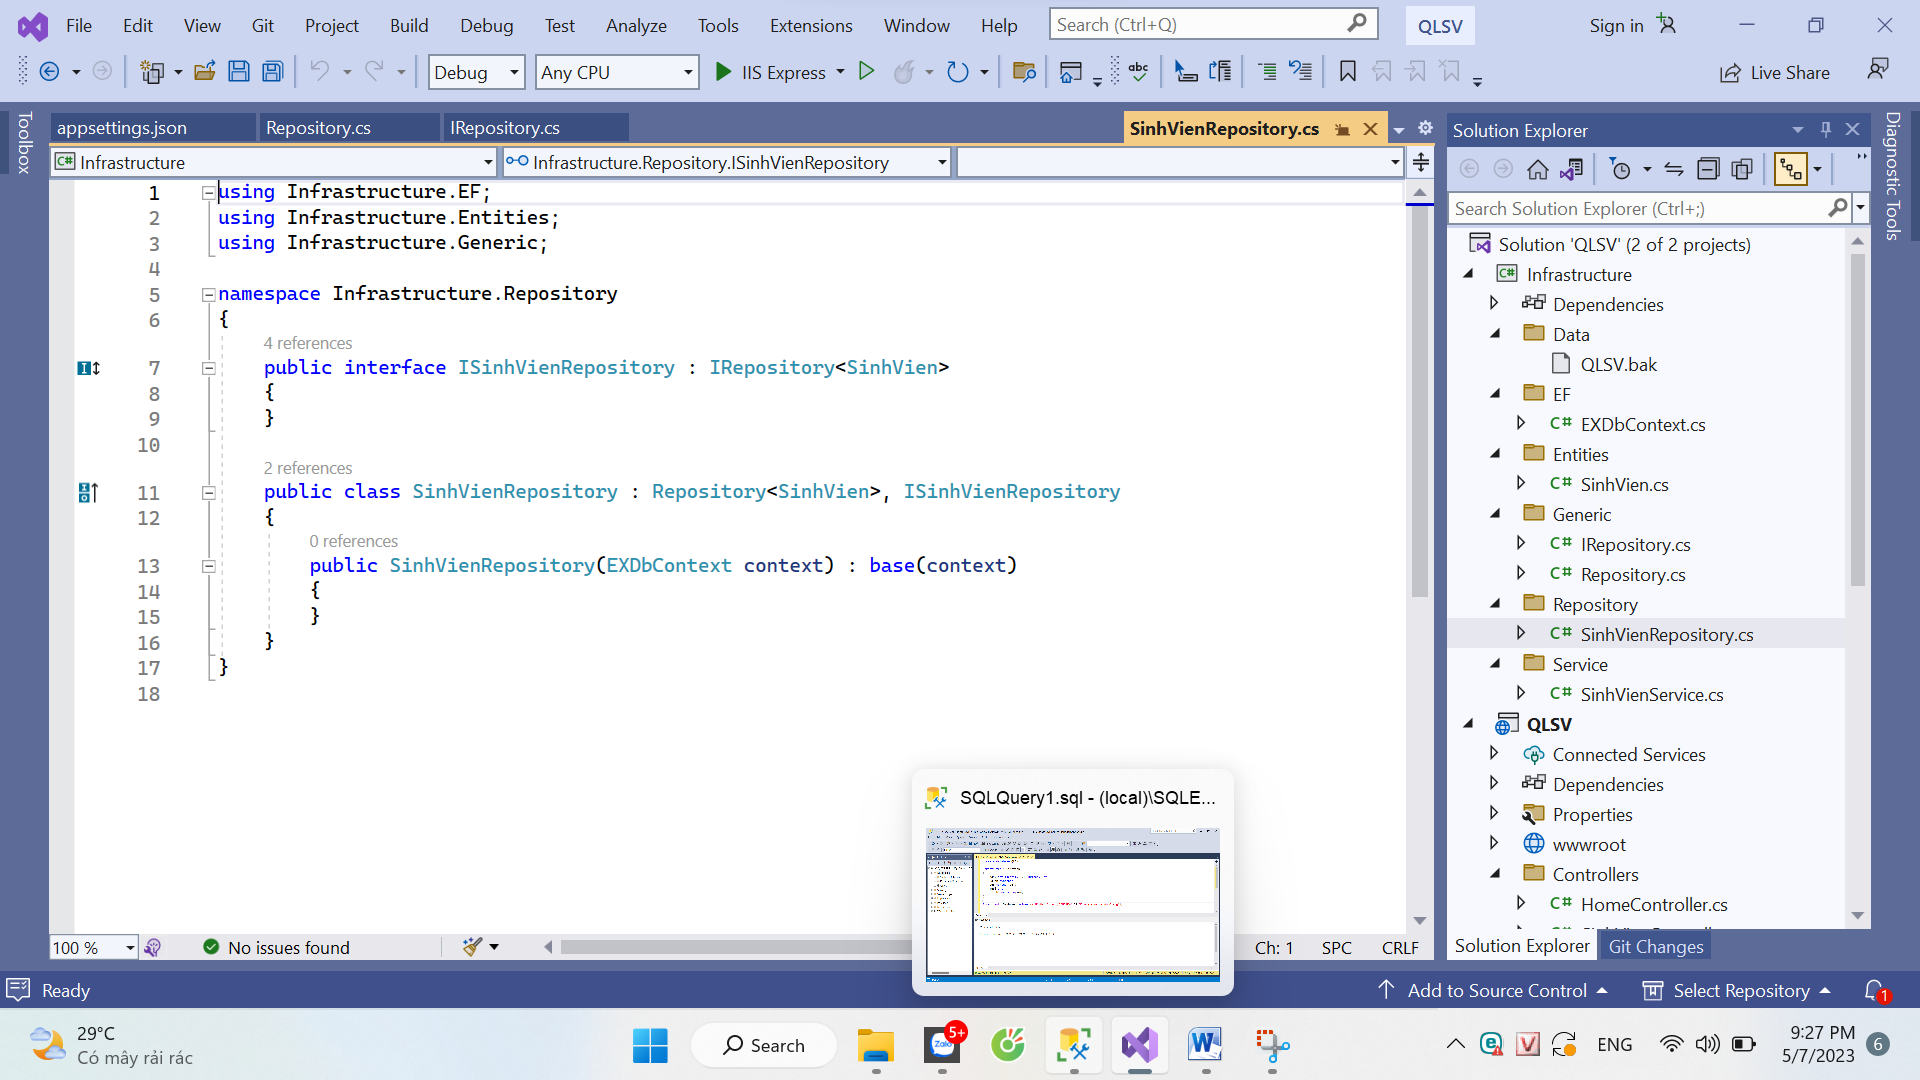 File Edit View Git Project Build Debug Test Analyze Tools Extensions Window Help Search (Ctrl+Q) QLSV Sign in
Debug Any CPU IIS Express Live Share
Toolbox
appsettings.json Repository.cs IRepository.cs SinhVienRepository.cs
Infrastructure Infrastructure.Repository.ISinhVienRepository
1 using Infrastructure.EF;
2 using Infrastructure.Entities;
3 using Infrastructure.Generic;
4
5 namespace Infrastructure.Repository
6 {
4 references
7 public interface ISinhVienRepository : IRepository<SinhVien>
8 {
9 }
10
2 references
11 public class SinhVienRepository : Repository<SinhVien>, ISinhVienRepository
12 {
0 references
13 public SinhVienRepository(EXDbContext context) : base(context)
14 {
15 }
16 }
17 }
18
100 % No issues found Ch: 1 SPC CRLF
SQLQuery1.sql - (local)\SQLE...
Solution Explorer
Search Solution Explorer (Ctrl+;)
Solution 'QLSV' (2 of 2 projects)
Infrastructure
Dependencies
Data
QLSV.bak
EF
EXDbContext.cs
Entities
SinhVien.cs
Generic
IRepository.cs
Repository.cs
Repository
SinhVienRepository.cs
Service
SinhVienService.cs
QLSV
Connected Services
Dependencies
Properties
wwwroot
Controllers
HomeController.cs
Solution Explorer Git Changes
Diagnostic Tools
Ready Add to Source Control Select Repository 1
29°C
Có mây rải rác
Search
Zalo 5+
ENG
9:27 PM
5/7/2023
6